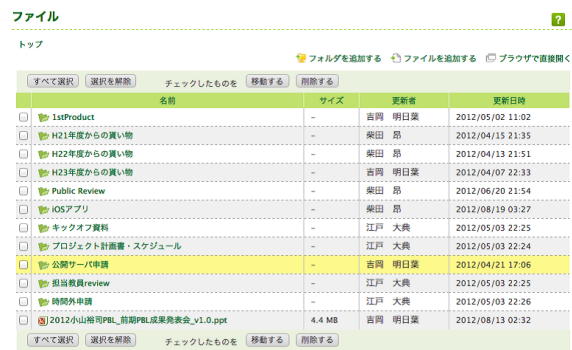 ファイル
?
トップ
フォルダを追加する ファイルを追加する ブラウザで直接開く
すべて選択 選択を解除 チェックしたものを 移動する 削除する
名前 サイズ 更新者 更新日時
1stProduct – 吉岡 明日葉 2012/05/02 11:02
H21年度からの貰い物 – 柴田 昂 2012/04/15 21:35
H22年度からの貰い物 – 柴田 昂 2012/04/13 21:51
H23年度からの貰い物 – 吉岡 明日葉 2012/04/07 22:33
Public Review – 柴田 昂 2012/06/20 21:54
iOSアプリ – 柴田 昂 2012/08/19 03:27
キックオフ資料 – 江戸 大典 2012/05/03 22:25
プロジェクト計画書・スケジュール – 江戸 大典 2012/05/03 22:24
公開サーバ申請 – 吉岡 明日葉 2012/04/21 17:06
担当教員review – 江戸 大典 2012/05/03 22:25
時間外申請 – 江戸 大典 2012/05/03 22:26
2012小山裕司PBL_前期PBL成果発表会_v1.0.ppt 4.4 MB 吉岡 明日葉 2012/08/13 02:32
すべて選択 選択を解除 チェックしたものを 移動する 削除する